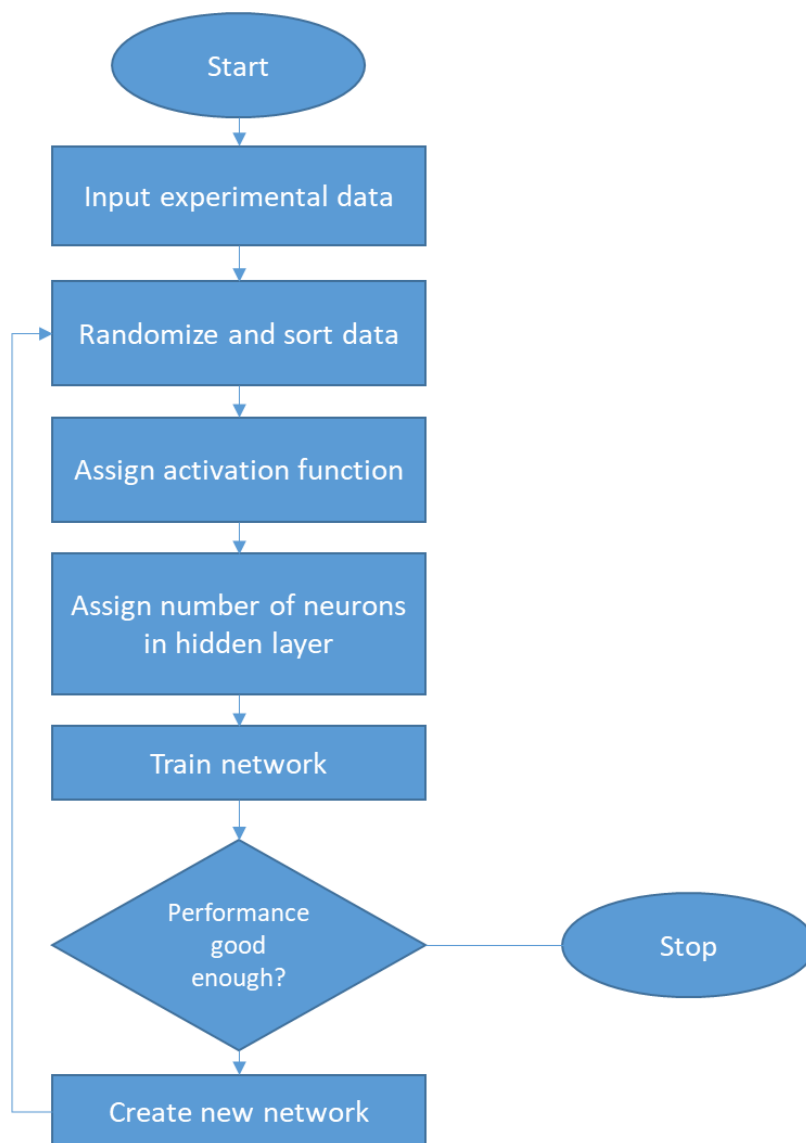 Start
Input experimental data
Randomize and sort data
Assign activation function
Assign number of neurons
in hidden layer
Train network
Performance
good
enough?
Stop
Create new network